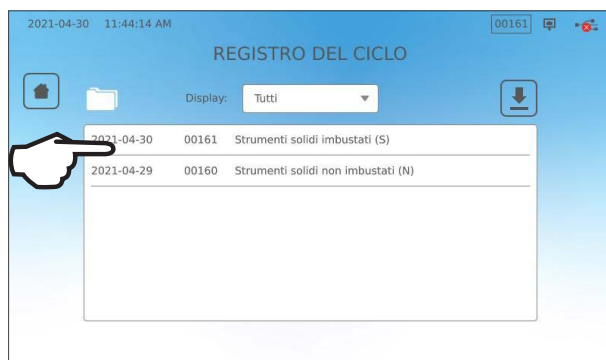 2021-04-30 11:44:14 AM 00161
REGISTRO DEL CICLO
Display: Tutti
2021-04-30 00161 Strumenti solidi imbustati (S)
2021-04-29 00160 Strumenti solidi non imbustati (N)